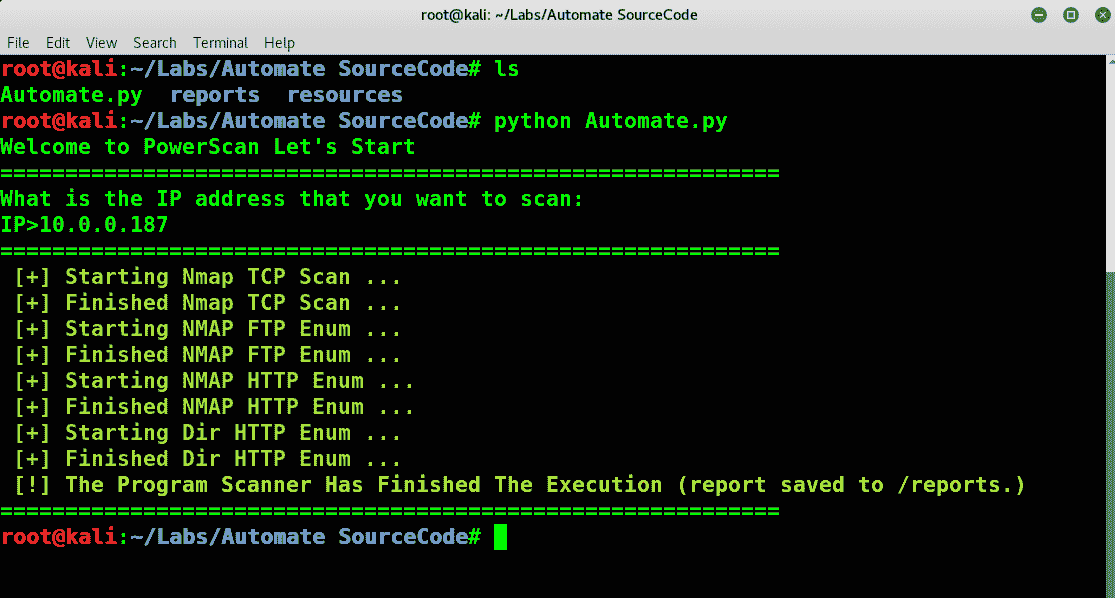 root@kali: ~/Labs/Automate SourceCode
File Edit View Search Terminal Help
root@kali:~/Labs/Automate SourceCode# ls
Automate.py  reports  resources
root@kali:~/Labs/Automate SourceCode# python Automate.py
Welcome to PowerScan Let's Start
============================================================
What is the IP address that you want to scan:
IP>10.0.0.187
============================================================
[+] Starting Nmap TCP Scan ...
[+] Finished Nmap TCP Scan ...
[+] Starting NMAP FTP Enum ...
[+] Finished NMAP FTP Enum ...
[+] Starting NMAP HTTP Enum ...
[+] Finished NMAP HTTP Enum ...
[+] Starting Dir HTTP Enum ...
[+] Finished Dir HTTP Enum ...
[!] The Program Scanner Has Finished The Execution (report saved to /reports.)
============================================================
root@kali:~/Labs/Automate SourceCode#